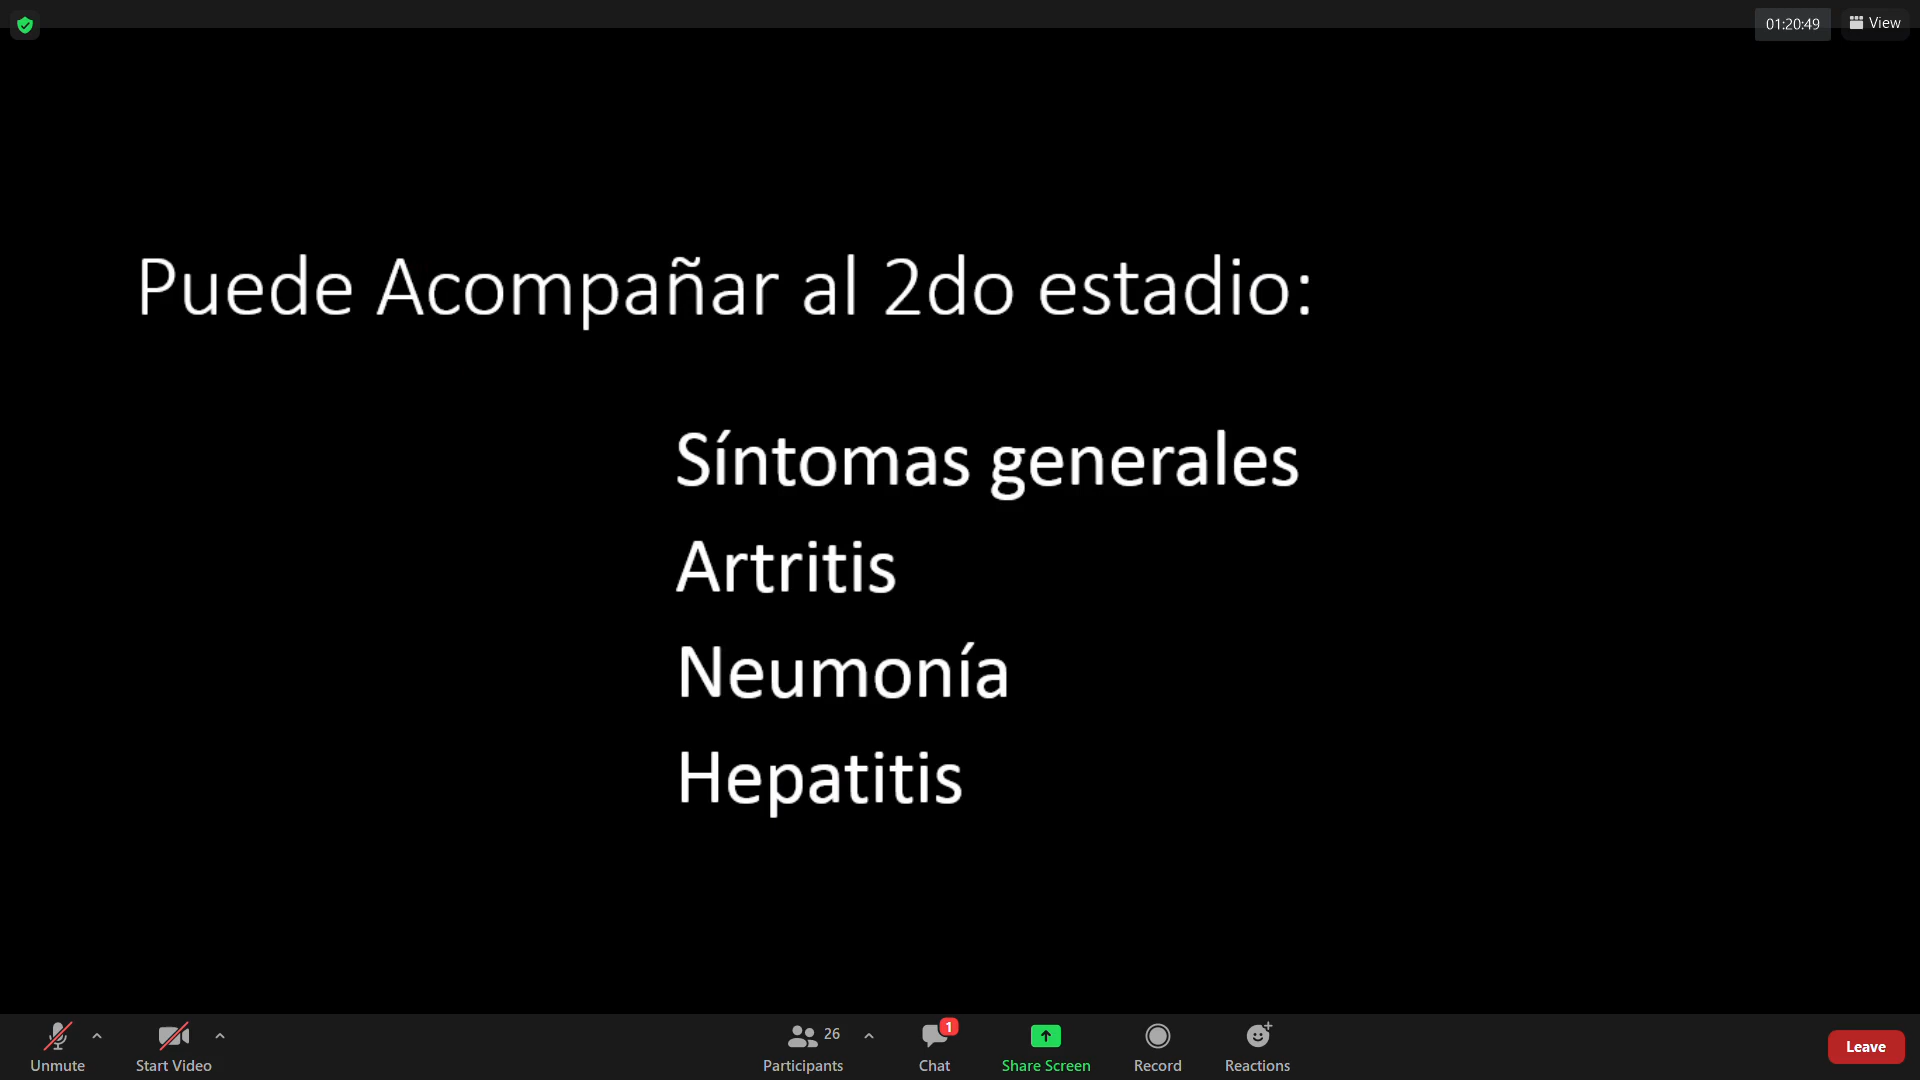 01:20:49
View
Puede Acompañar al 2do estadio:
Síntomas generales
Artritis
Neumonía
Hepatitis
Unmute
Start Video
26
Participants
1
Chat
Share Screen
Record
Reactions
Leave